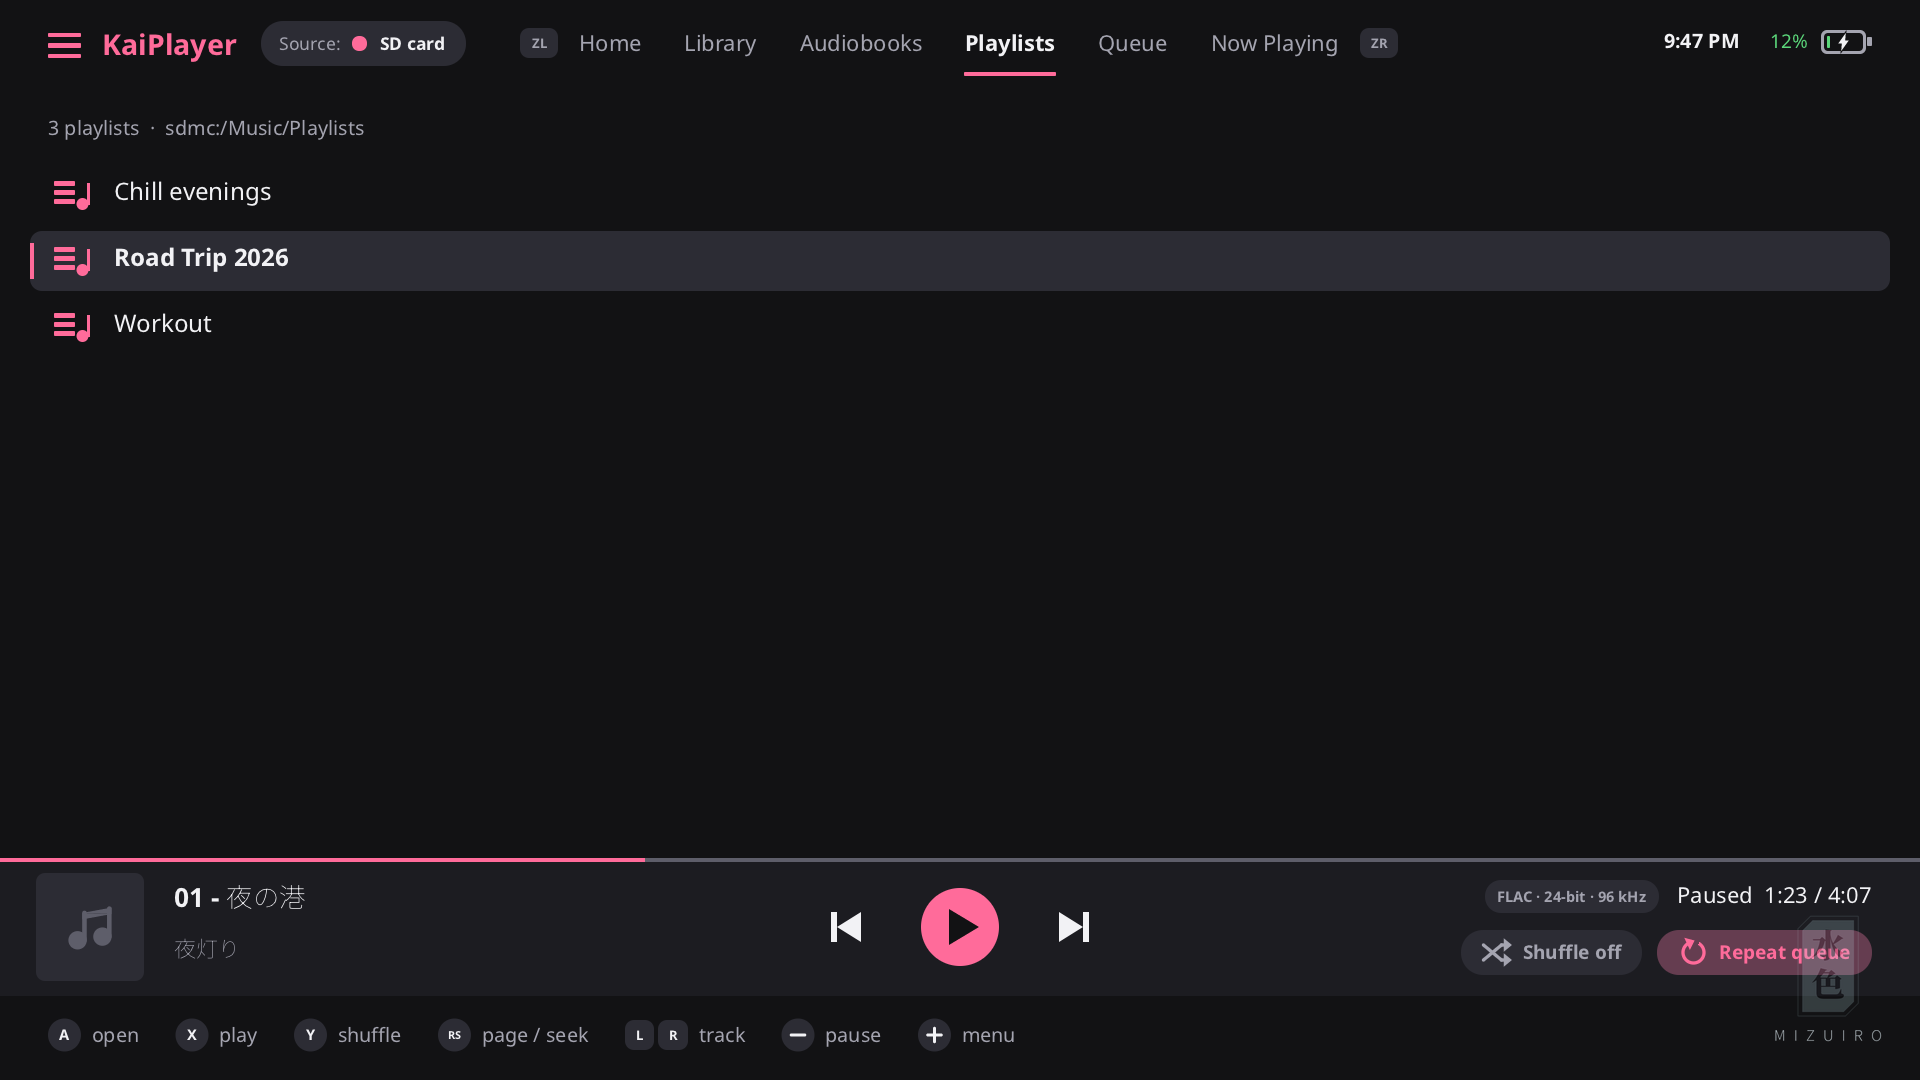 KaiPlayer
Source: SD card
ZL Home Library Audiobooks Playlists Queue Now Playing ZR
9:47 PM 12%
3 playlists · sdmc:/Music/Playlists
Chill evenings
Road Trip 2026
Workout
01 - 夜の港
夜灯り
FLAC · 24-bit · 96 kHz Paused 1:23 / 4:07
Shuffle off Repeat queue
水色
MIZUIRO
A open X play Y shuffle RS page / seek L R track pause menu